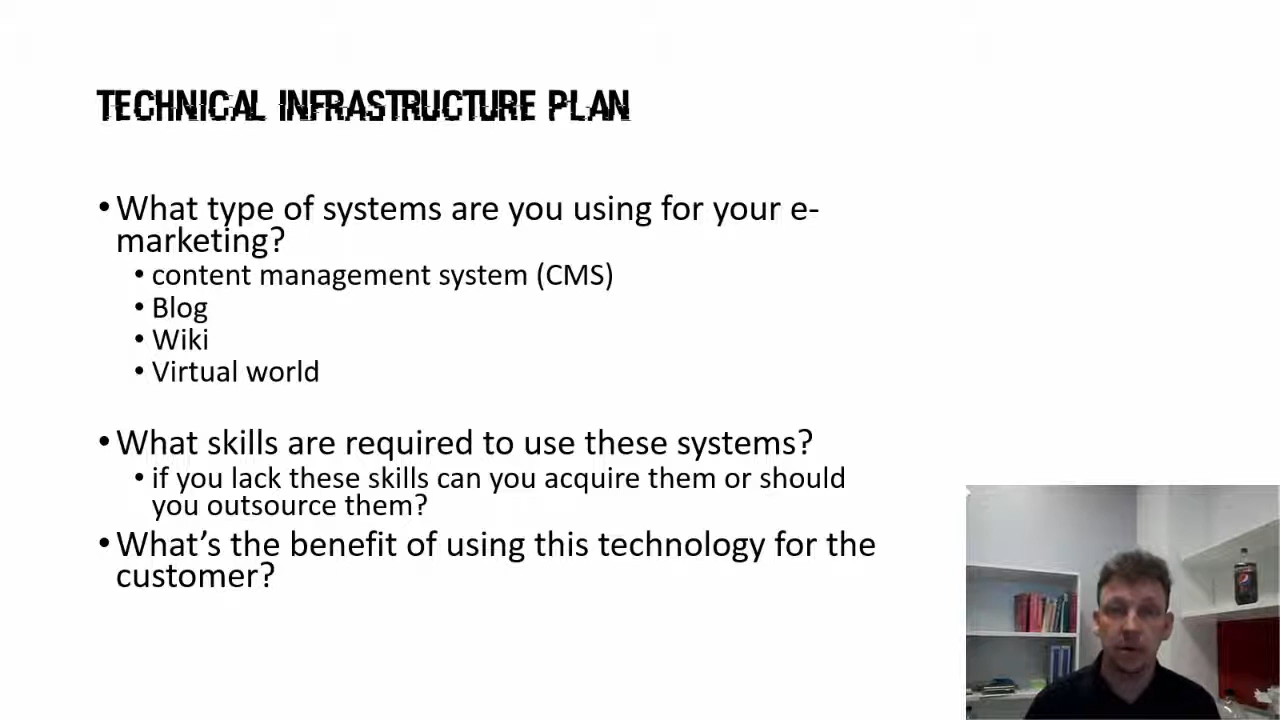 TECHNICAL INFRASTRUCTURE PLAN
• What type of systems are you using for your e-
marketing?
• content management system (CMS)
• Blog
• Wiki
• Virtual world
• What skills are required to use these systems?
• if you lack these skills can you acquire them or should
you outsource them?
• What’s the benefit of using this technology for the
customer?